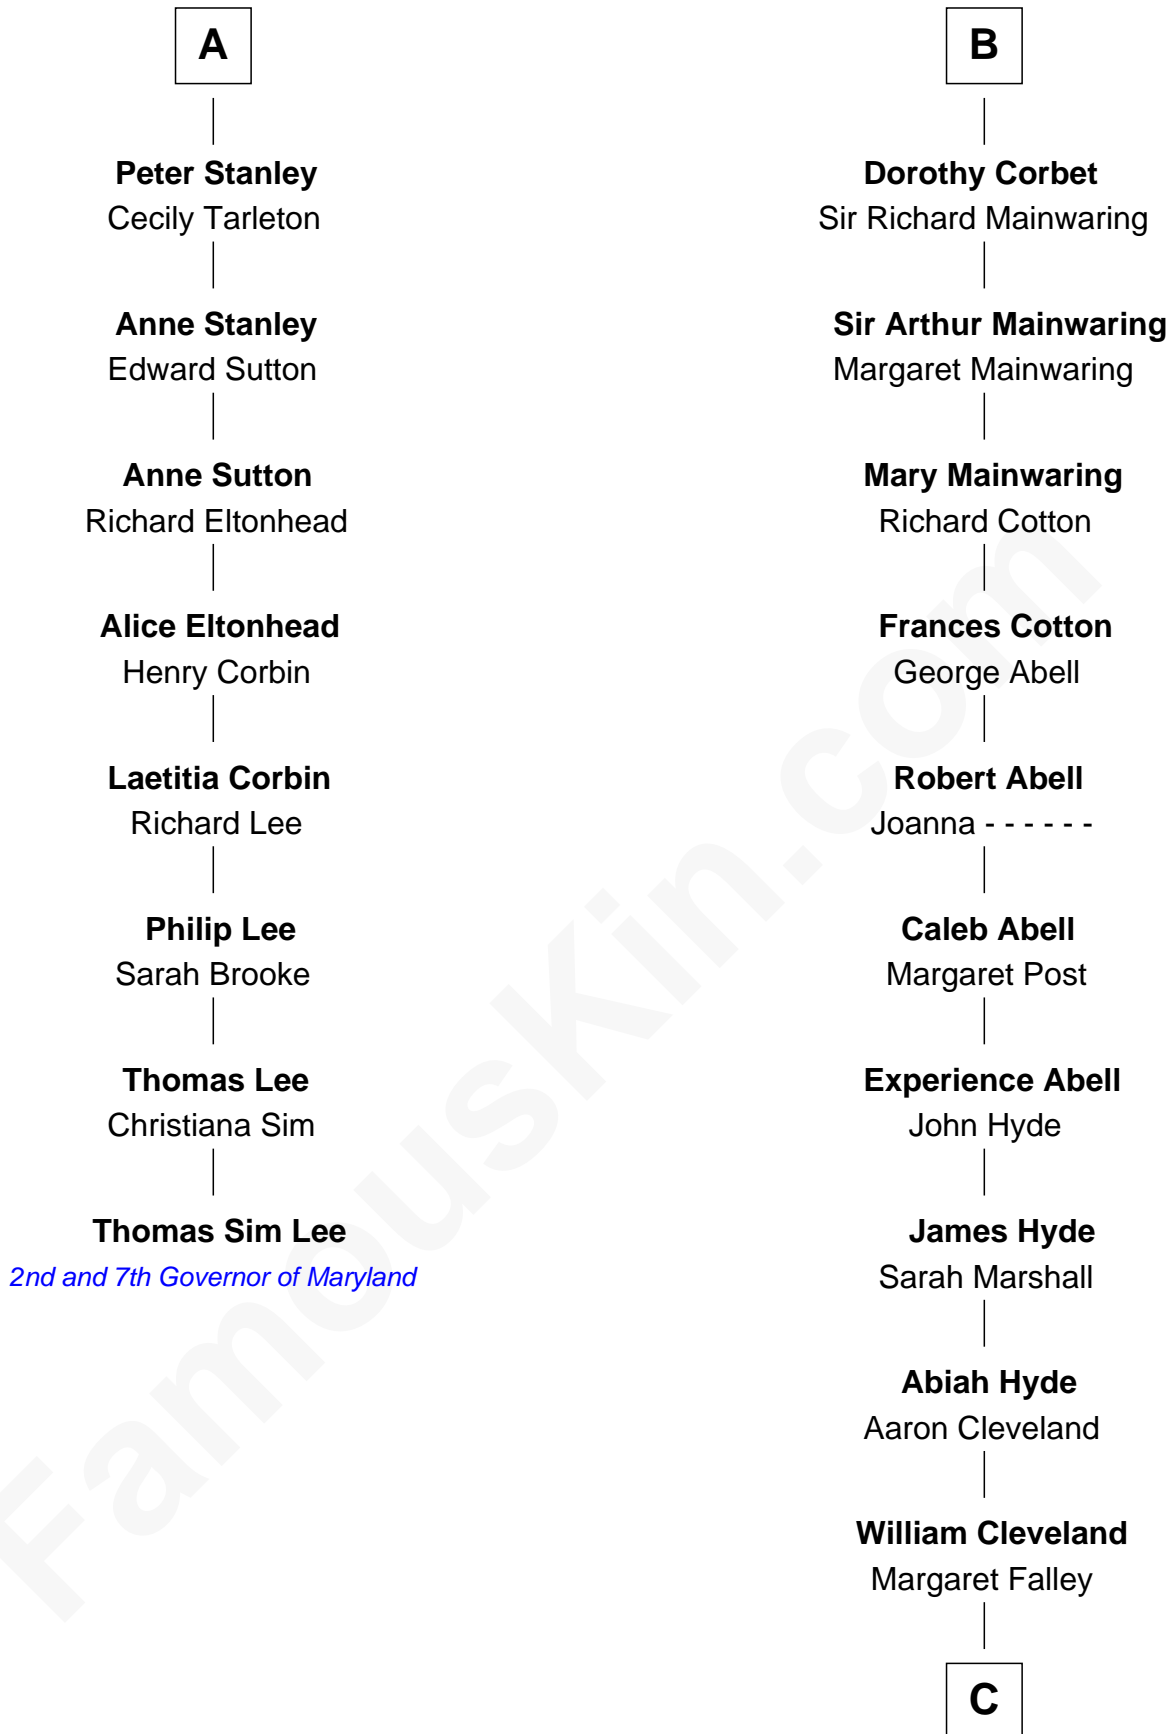 A
Peter Stanley
Cecily Tarleton
Anne Stanley
Edward Sutton
Anne Sutton
Richard Eltonhead
Alice Eltonhead
Henry Corbin
Laetitia Corbin
Richard Lee
Philip Lee
Sarah Brooke
Thomas Lee
Christiana Sim
Thomas Sim Lee
2nd and 7th Governor of Maryland
B
Dorothy Corbet
Sir Richard Mainwaring
Sir Arthur Mainwaring
Margaret Mainwaring
Mary Mainwaring
Richard Cotton
Frances Cotton
George Abell
Robert Abell
Joanna - - - - - -
Caleb Abell
Margaret Post
Experience Abell
John Hyde
James Hyde
Sarah Marshall
Abiah Hyde
Aaron Cleveland
William Cleveland
Margaret Falley
C
FamousKin.com